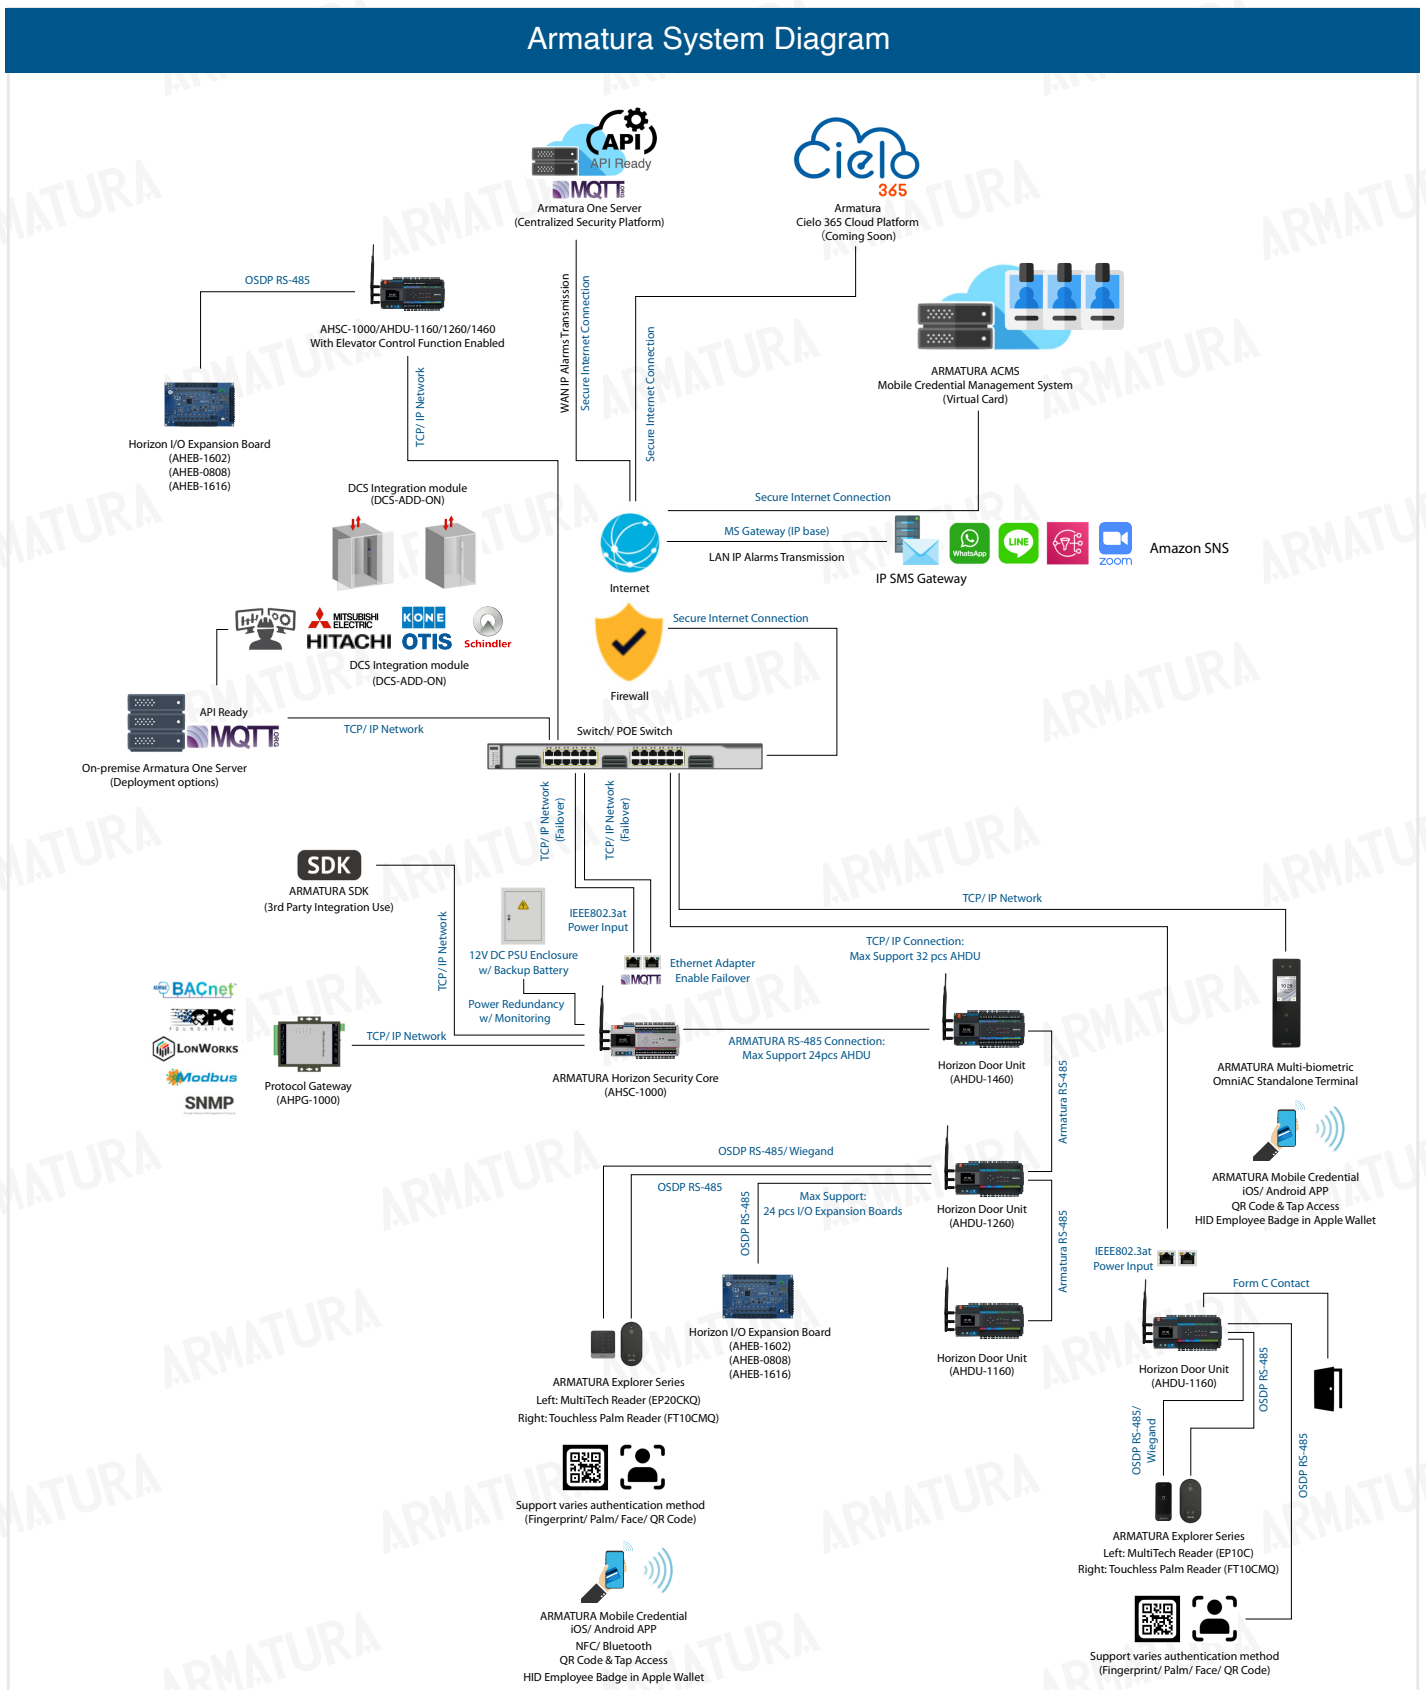 Armatura System Diagram
API
API Ready
MQTT.ORG
Armatura One Server
(Centralized Security Platform)
Cielo
365
Armatura
Cielo 365 Cloud Platform
(Coming Soon)
OSDP RS-485
AHSC-1000/AHDU-1160/1260/1460
With Elevator Control Function Enabled
WAN IP Alarms Transmission
Secure Internet Connection
Secure Internet Connection
TCP/ IP Network
ARMATURA ACMS
Mobile Credential Management System
(Virtual Card)
Horizon I/O Expansion Board
(AHEB-1602)
(AHEB-0808)
(AHEB-1616)
DCS Integration module
(DCS-ADD-ON)
Secure Internet Connection
MS Gateway (IP base)
LAN IP Alarms Transmission
Internet
WhatsApp
LINE
zoom
Amazon SNS
IP SMS Gateway
MITSUBISHI
ELECTRIC
HITACHI
KONE
OTIS
Schindler
DCS Integration module
(DCS-ADD-ON)
Secure Internet Connection
Firewall
API Ready
MQTT.ORG
TCP/ IP Network
On-premise Armatura One Server
(Deployment options)
Switch/ POE Switch
TCP/ IP Network
(Failover)
TCP/ IP Network
(Failover)
SDK
ARMATURA SDK
(3rd Party Integration Use)
TCP/ IP Network
12V DC PSU Enclosure
w/ Backup Battery
IEEE802.3at
Power Input
Ethernet Adapter
Enable Failover
MQTT
Power Redundancy
w/ Monitoring
TCP/ IP Network
TCP/ IP Connection:
Max Support 32 pcs AHDU
ASHRAE BACnet
OPC
FOUNDATION
LONWORKS
Modbus
SNMP
TCP/ IP Network
Protocol Gateway
(AHPG-1000)
ARMATURA Horizon Security Core
(AHSC-1000)
ARMATURA RS-485 Connection:
Max Support 24pcs AHDU
Horizon Door Unit
(AHDU-1460)
Armatura RS-485
ARMATURA Multi-biometric
OmniAC Standalone Terminal
OSDP RS-485/ Wiegand
OSDP RS-485
OSDP RS-485
Max Support:
24 pcs I/O Expansion Boards
Horizon Door Unit
(AHDU-1260)
Armatura RS-485
ARMATURA Mobile Credential
iOS/ Android APP
QR Code & Tap Access
HID Employee Badge in Apple Wallet
IEEE802.3at
Power Input
Form C Contact
Horizon I/O Expansion Board
(AHEB-1602)
(AHEB-0808)
(AHEB-1616)
Horizon Door Unit
(AHDU-1160)
Horizon Door Unit
(AHDU-1160)
ARMATURA Explorer Series
Left: MultiTech Reader (EP20CKQ)
Right: Touchless Palm Reader (FT10CMQ)
OSDP RS-485/
Wiegand
OSDP RS-485
OSDP RS-485
Support varies authentication method
(Fingerprint/ Palm/ Face/ QR Code)
ARMATURA Explorer Series
Left: MultiTech Reader (EP10C)
Right: Touchless Palm Reader (FT10CMQ)
ARMATURA Mobile Credential
iOS/ Android APP
NFC/ Bluetooth
QR Code & Tap Access
HID Employee Badge in Apple Wallet
Support varies authentication method
(Fingerprint/ Palm/ Face/ QR Code)